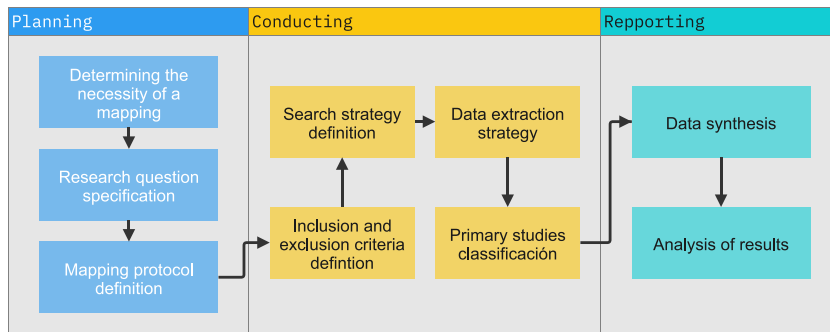 Planning
Determining the
necessity of a
mapping
Research question
specification
Mapping protocol
definition
Conducting
Search strategy
definition
Data extraction
strategy
Inclusion and
exclusion criteria
defintion
Primary studies
classificación
Repporting
Data synthesis
Analysis of results